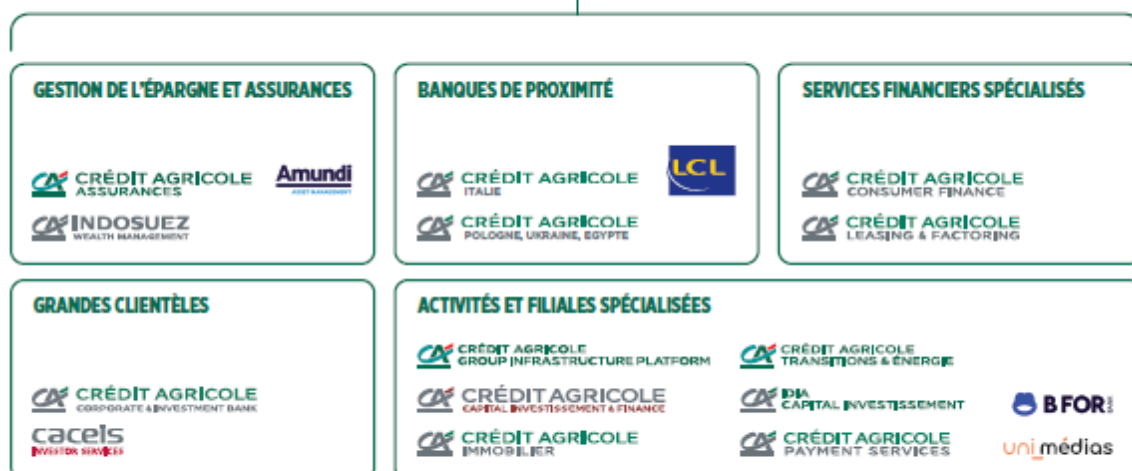 GESTION DE L'ÉPARGNE ET ASSURANCES
CRÉDIT AGRICOLE
ASSURANCES
Amundi
ASSET MANAGEMENT
INDOSUEZ
WEALTH MANAGEMENT
BANQUES DE PROXIMITÉ
CRÉDIT AGRICOLE
ITALIE
LCL
CRÉDIT AGRICOLE
POLOGNE, UKRAINE, EGYPTE
SERVICES FINANCIERS SPÉCIALISÉS
CRÉDIT AGRICOLE
CONSUMER FINANCE
CRÉDIT AGRICOLE
LEASING & FACTORING
GRANDES CLIENTÈLES
CRÉDIT AGRICOLE
CORPORATE & INVESTMENT BANK
caceis
INVESTOR SERVICES
ACTIVITÉS ET FILIALES SPÉCIALISÉES
CRÉDIT AGRICOLE
GROUP INFRASTRUCTURE PLATFORM
CRÉDIT AGRICOLE
TRANSITIONS & ÉNERGIE
CRÉDIT AGRICOLE
CAPITAL INVESTISSEMENT & FINANCE
IDIA
CAPITAL INVESTISSEMENT
BFOR
BANK
CRÉDIT AGRICOLE
IMMOBILIER
CRÉDIT AGRICOLE
PAYMENT SERVICES
uni_médias